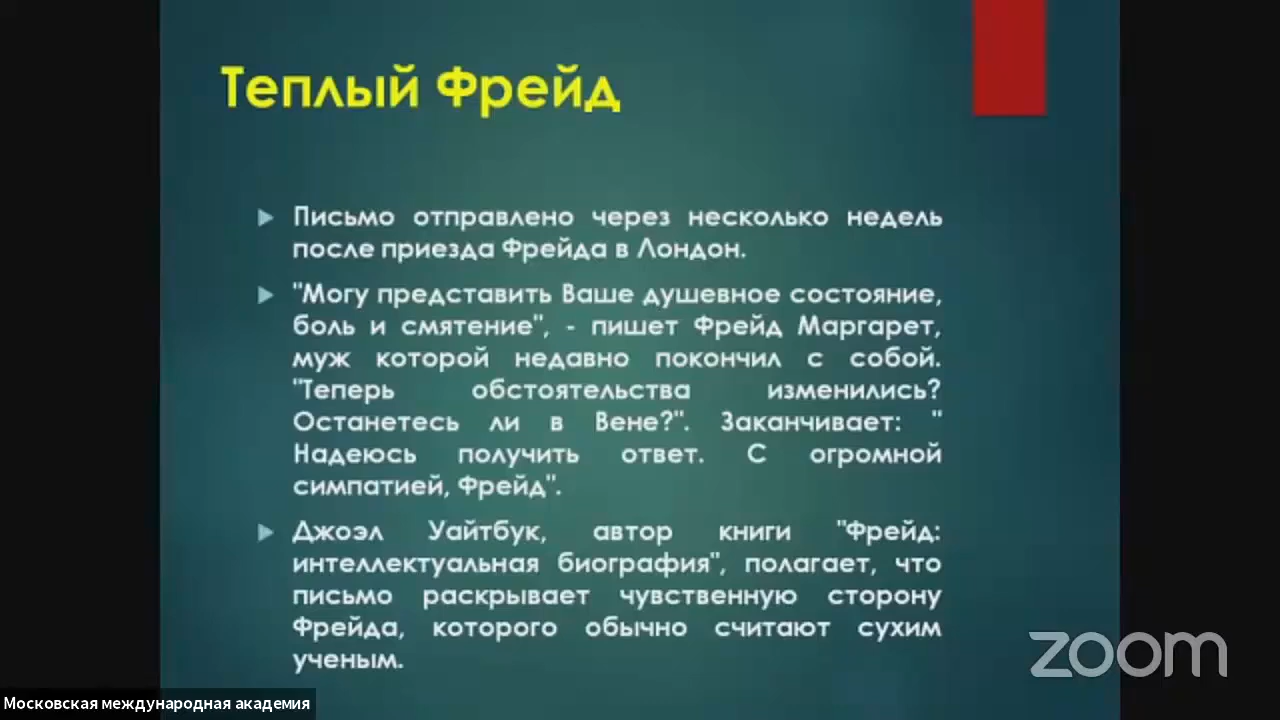 Теплый Фрейд
Письмо отправлено через несколько недель
после приезда Фрейда в Лондон.
"Могу представить Ваше душевное состояние,
боль и смятение", - пишет Фрейд Маргарет,
муж которой недавно покончил с собой.
"Теперь обстоятельства изменились?
Останетесь ли в Вене?". Заканчивает: "
Надеюсь получить ответ. С огромной
симпатией, Фрейд".
Джоэл Уайтбук, автор книги "Фрейд:
интеллектуальная биография", полагает, что
письмо раскрывает чувственную сторону
Фрейда, которого обычно считают сухим
ученым.
zoom
Московская международная академия